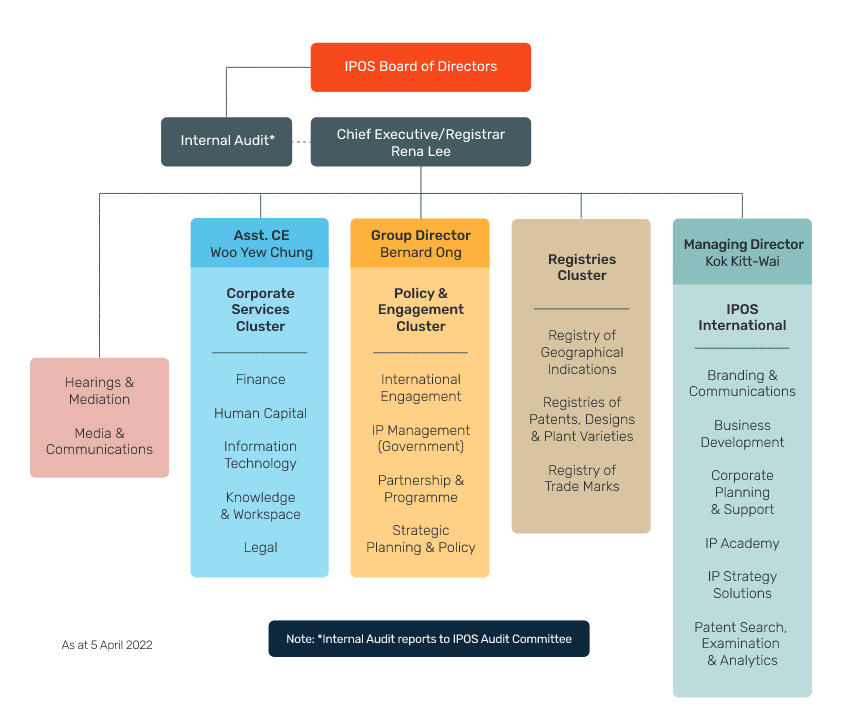 IPOS Board of Directors
Internal Audit*
Chief Executive/Registrar
Rena Lee
Hearings &
Mediation
Media &
Communications
Asst. CE
Woo Yew Chung
Corporate
Services
Cluster
Finance
Human Capital
Information
Technology
Knowledge
& Workspace
Legal
Group Director
Bernard Ong
Policy &
Engagement
Cluster
International
Engagement
IP Management
(Government)
Partnership &
Programme
Strategic
Planning & Policy
Registries
Cluster
Registry of
Geographical
Indications
Registries of
Patents, Designs
& Plant Varieties
Registry of
Trade Marks
Managing Director
Kok Kitt-Wai
IPOS
International
Branding &
Communications
Business
Development
Corporate
Planning
& Support
IP Academy
IP Strategy
Solutions
Patent Search,
Examination
& Analytics
As at 5 April 2022
Note: *Internal Audit reports to IPOS Audit Committee